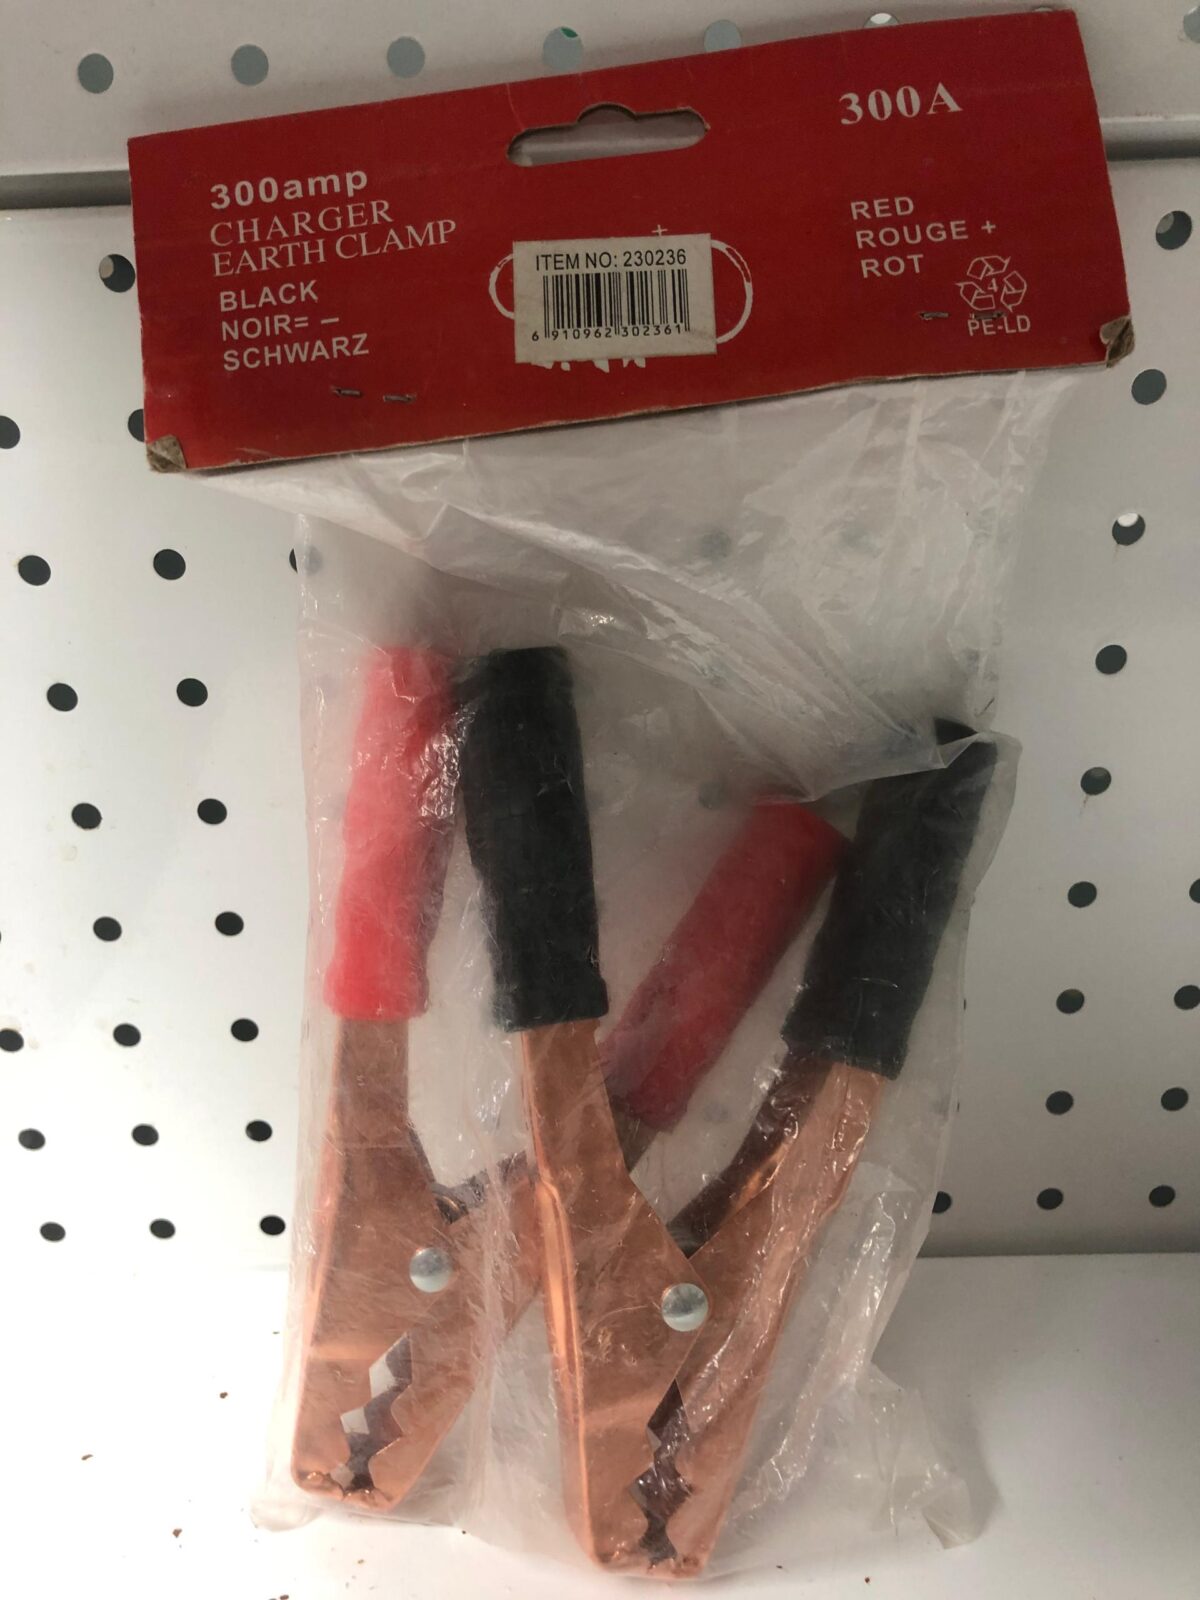 300A
300amp
CHARGER
EARTH CLAMP
BLACK
NOIR= –
SCHWARZ
+
ITEM NO: 230236
6 910962 302361
RED
ROUGE +
ROT
4
PE-LD